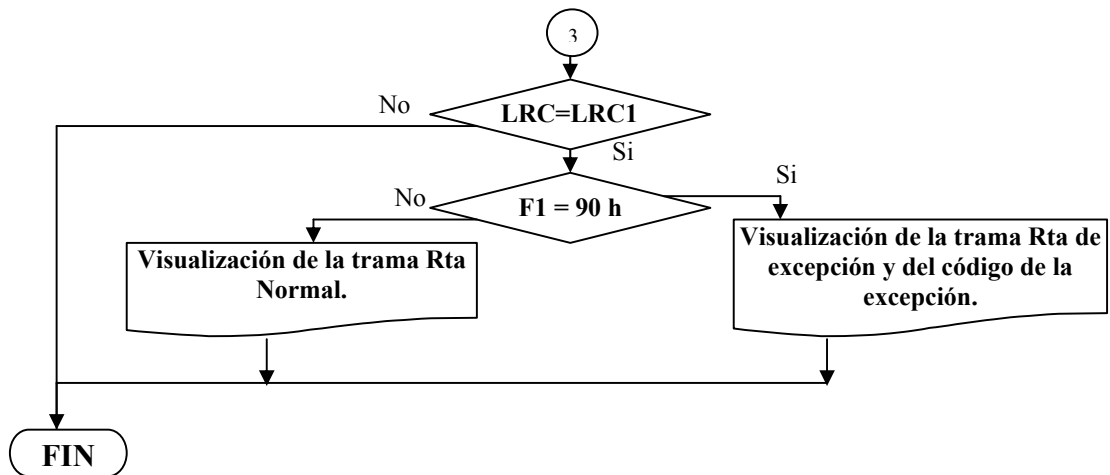 3
No
LRC=LRC1
Si
No
F1 = 90 h
Si
Visualización de la trama Rta
Normal.
Visualización de la trama Rta de
excepción y del código de la
excepción.
FIN